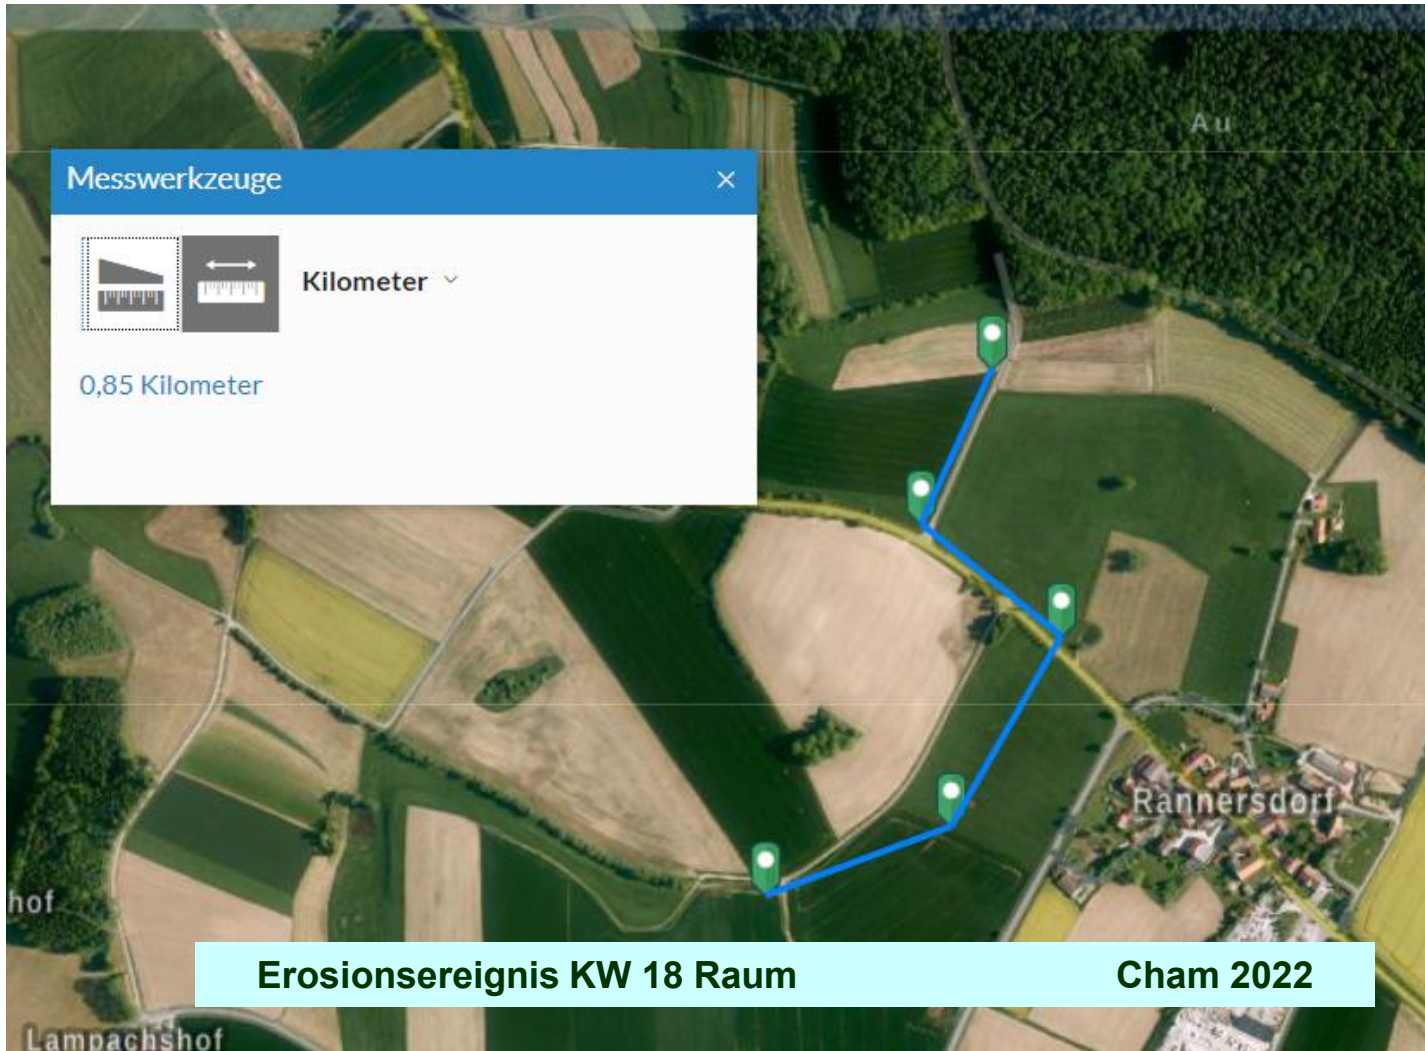 Au
Messwerkzeuge
Kilometer
0,85 Kilometer
Rannersdorf
hof
Erosionsereignis KW 18 Raum Cham 2022
Lampachshof